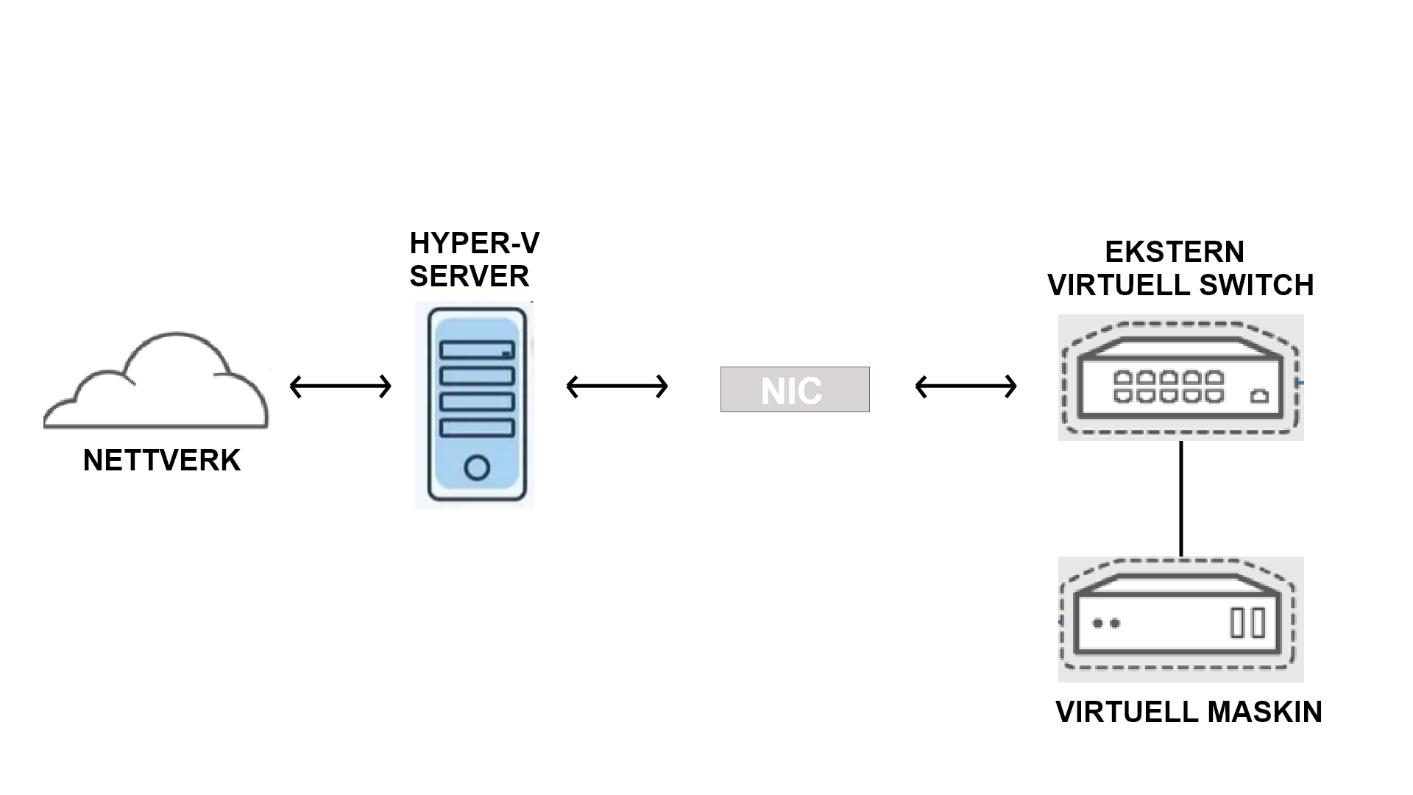 HYPER-V
SERVER
EKSTERN
VIRTUELL SWITCH
NIC
NETTVERK
VIRTUELL MASKIN